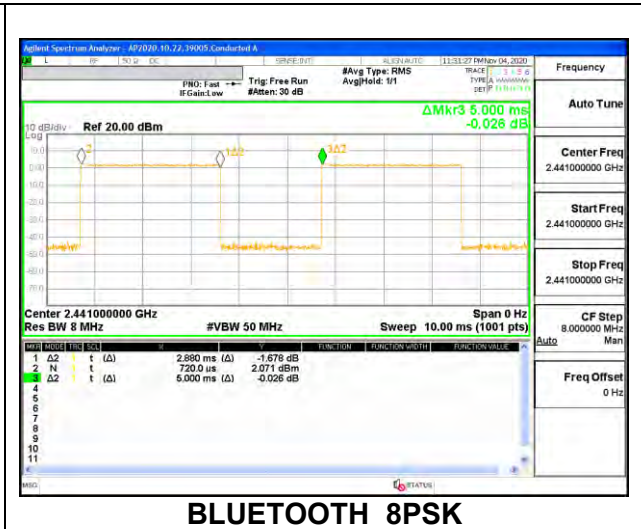 Agilent Spectrum Analyzer - AP2020.10.22,39005,Conducted A
L RF 50 Ω DC SENSE:INT ALIGN AUTO 11:31:27 PM Nov 04, 2020
PNO: Fast Trig: Free Run #Avg Type: RMS TRACE
IFGain:Low #Atten: 30 dB Avg|Hold: 1/1 TYPE
DET
Frequency
Auto Tune
Center Freq
2.441000000 GHz
Start Freq
2.441000000 GHz
Stop Freq
2.441000000 GHz
CF Step
8.000000 MHz
Auto Man
Freq Offset
0 Hz
ΔMkr3 5.000 ms
-0.026 dB
10 dB/div Ref 20.00 dBm
Log
10.0
2 1Δ2 3Δ2
Center 2.441000000 GHz Span 0 Hz
Res BW 8 MHz #VBW 50 MHz Sweep 10.00 ms (1001 pts)
MKR MODE TRC SCL X Y FUNCTION FUNCTION WIDTH FUNCTION VALUE
1 Δ2 t (Δ) 2.880 ms (Δ) -1.678 dB
2 N t 720.0 us 2.071 dBm
3 Δ2 t (Δ) 5.000 ms (Δ) -0.026 dB
4
5
6
7
8
9
10
11
MSG STATUS
BLUETOOTH 8PSK